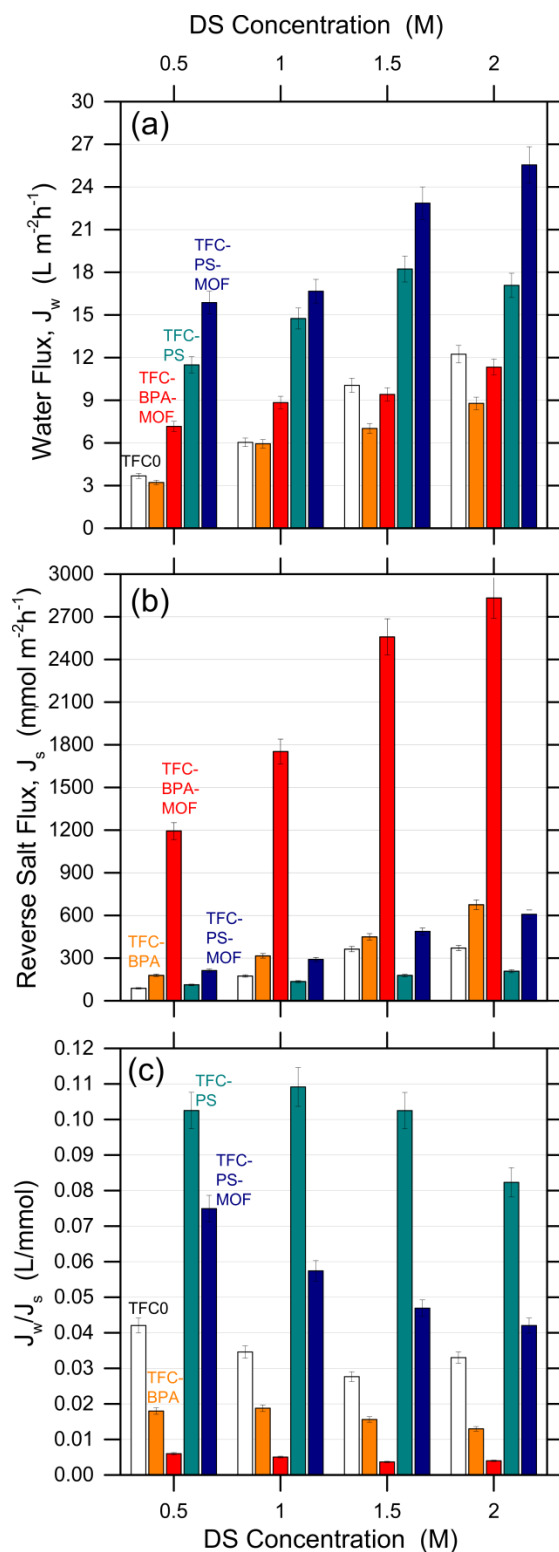 DS Concentration (M)
0.5 1 1.5 2
(a)
Water Flux, J_w (L m⁻²h⁻¹)
30
27
24
21
18
15
12
9
6
3
0
TFC-
PS-
MOF
TFC-
PS
TFC-
BPA-
MOF
TFC0
(b)
Reverse Salt Flux, J_s (mmol m⁻²h⁻¹)
3000
2700
2400
2100
1800
1500
1200
900
600
300
0
TFC-
BPA-
MOF
TFC-
BPA
TFC-
PS-
MOF
(c)
J_w/J_s (L/mmol)
0.12
0.11
0.10
0.09
0.08
0.07
0.06
0.05
0.04
0.03
0.02
0.01
0.00
TFC-
PS
TFC-
PS-
MOF
TFC0
TFC-
BPA
0.5 1 1.5 2
DS Concentration (M)